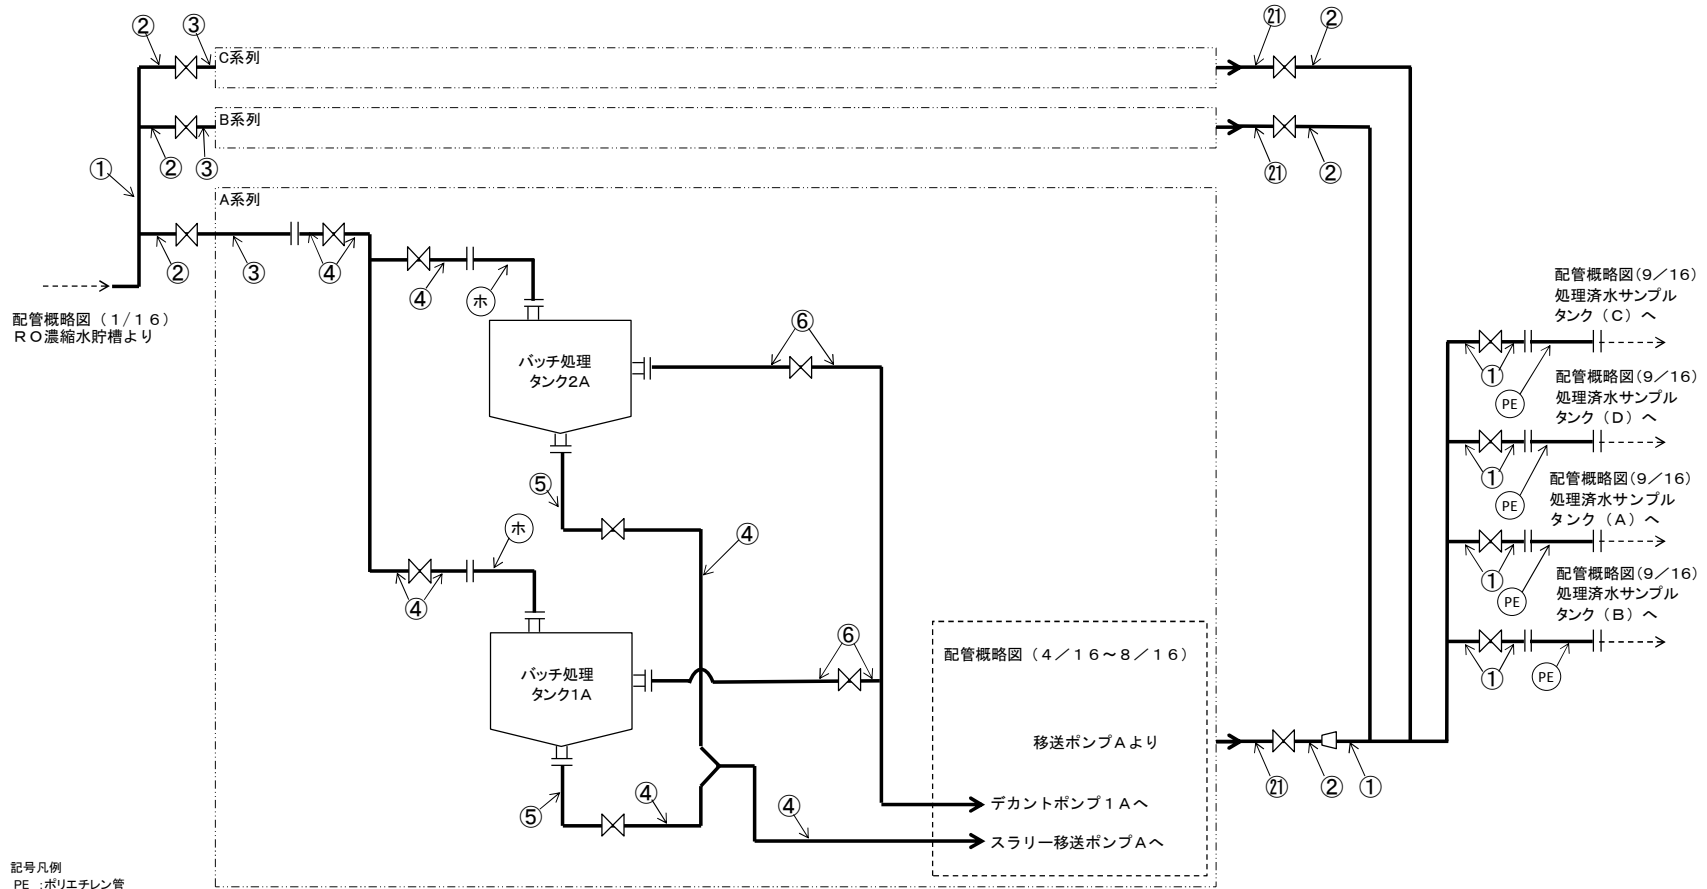 ② ③ ㉑ ②
C系列
B系列
② ③ ㉑ ②
①
A系列
② ③ ④ ④ ホ
配管概略図（1/16）
ＲＯ濃縮水貯槽より
バッチ処理
タンク2A
⑥
⑤
④
ホ
④
バッチ処理
タンク1A
⑥
⑤
④
④
配管概略図（４／１６～８／１６）
移送ポンプＡより
デカントポンプ１Ａへ
スラリー移送ポンプＡへ
㉑ ② ①
配管概略図(９／１６)
処理済水サンプル
タンク（Ｃ）へ
① PE
配管概略図(９／１６)
処理済水サンプル
タンク（Ｄ）へ
① PE
配管概略図(９／１６)
処理済水サンプル
タンク（Ａ）へ
① PE
配管概略図(９／１６)
処理済水サンプル
タンク（Ｂ）へ
① PE
記号凡例
PE ：ポリエチレン管